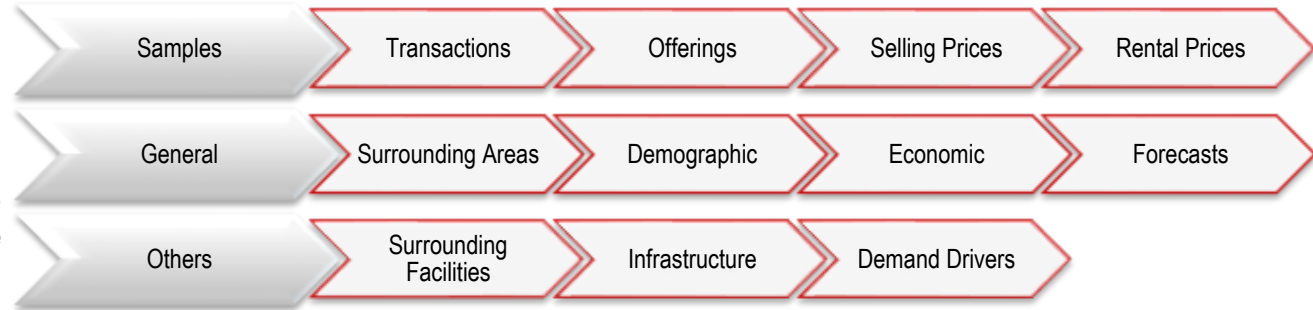 Samples
Transactions
Offerings
Selling Prices
Rental Prices
General
Surrounding Areas
Demographic
Economic
Forecasts
Others
Surrounding
Facilities
Infrastructure
Demand Drivers